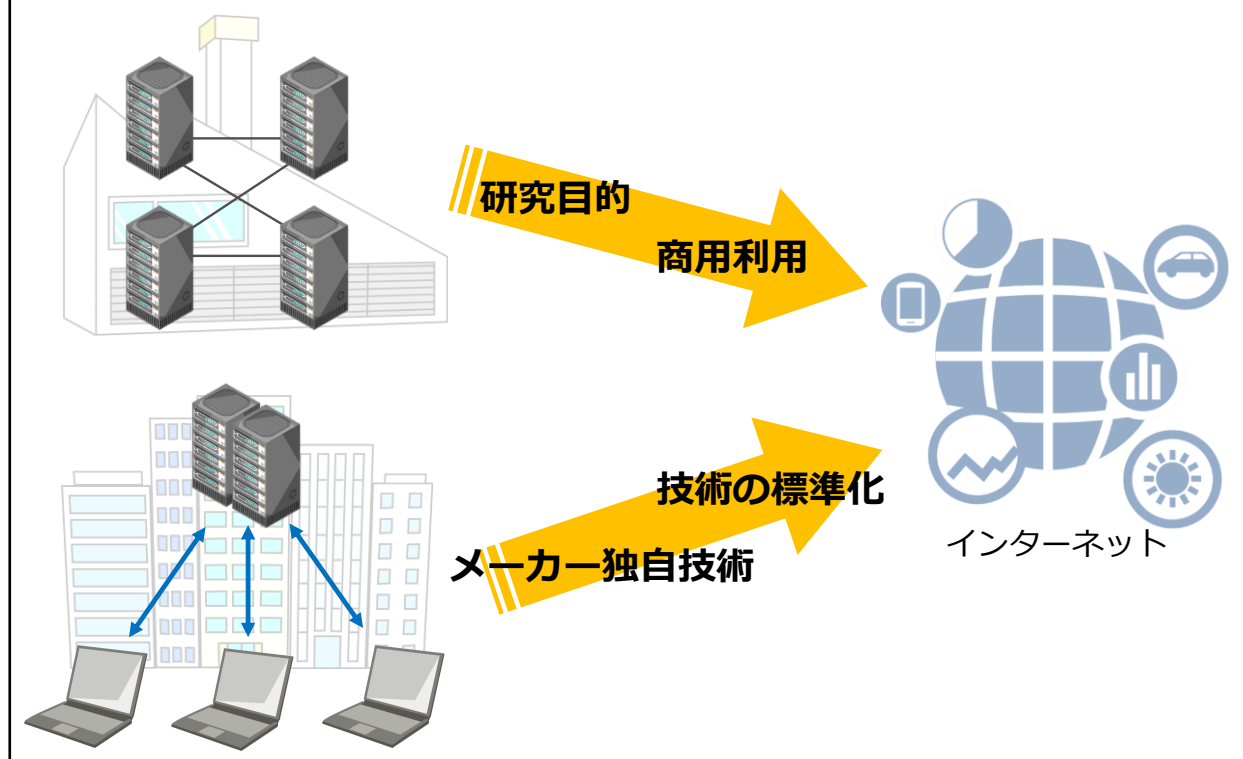 研究目的
商用利用
技術の標準化
メーカー独自技術
インターネット